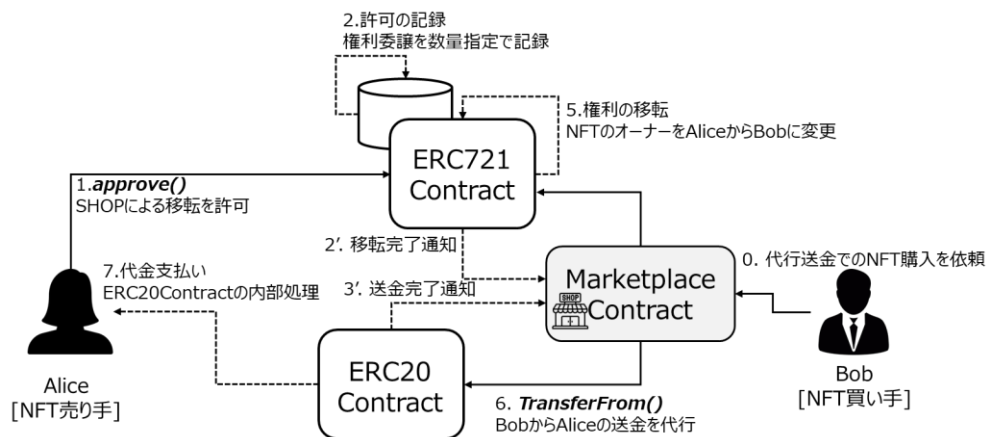 2.許可の記録
権利委譲を数量指定で記録
5.権利の移転
NFTのオーナーをAliceからBobに変更
ERC721
Contract
1.approve()
SHOPによる移転を許可
2’. 移転完了通知
0. 代行送金でのNFT購入を依頼
7.代金支払い
ERC20Contractの内部処理
3’. 送金完了通知
Marketplace
Contract
SHOP
ERC20
Contract
Alice
[NFT売り手]
Bob
[NFT買い手]
6. TransferFrom()
BobからAliceの送金を代行